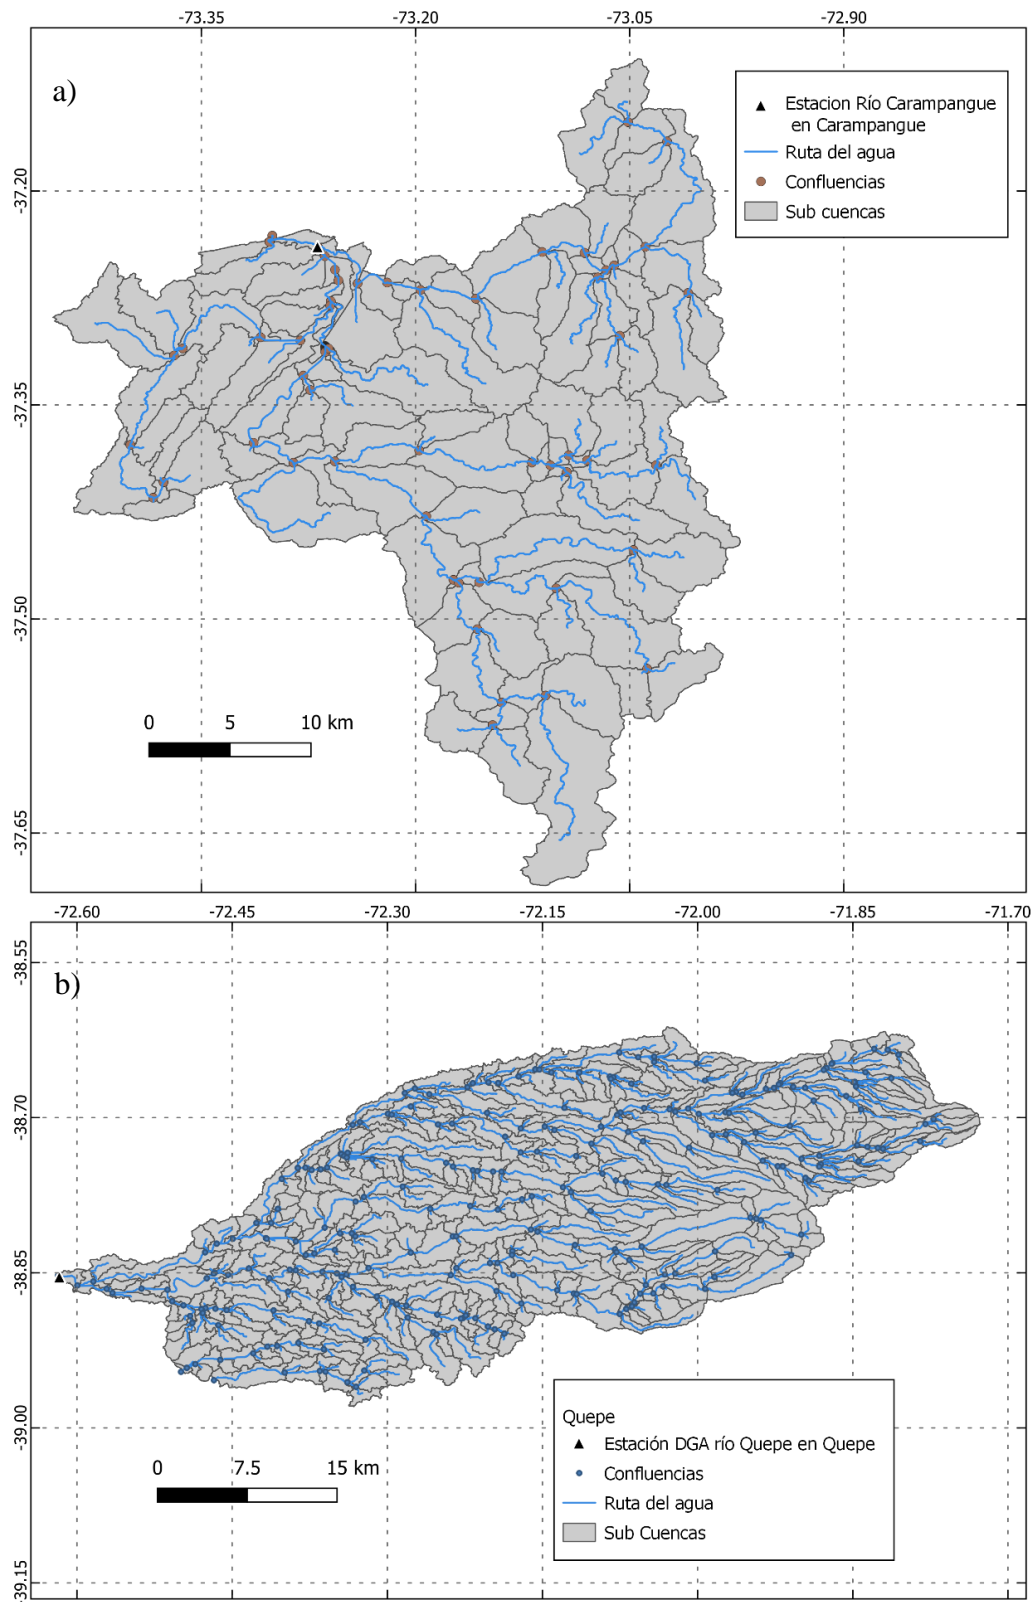 -73.35 -73.20 -73.05 -72.90
a)
Estacion Río Carampangue
en Carampangue
Ruta del agua
Confluencias
Sub cuencas
-37.20
-37.35
-37.50
-37.65
0 5 10 km
-72.60 -72.45 -72.30 -72.15 -72.00 -71.85 -71.70
b)
-38.55
-38.70
-38.85
-39.00
-39.15
Quepe
Estación DGA río Quepe en Quepe
Confluencias
Ruta del agua
Sub Cuencas
0 7.5 15 km